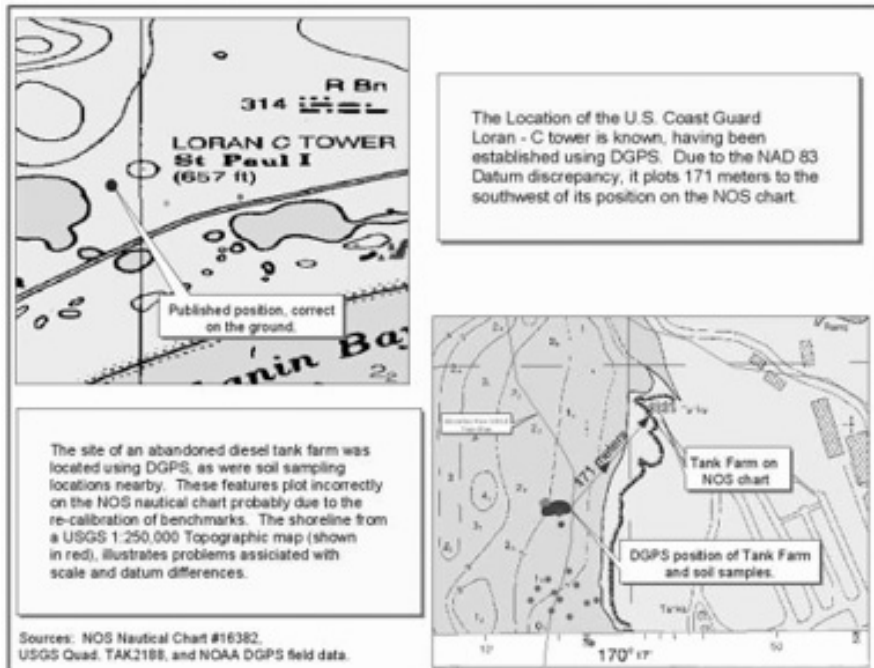 R Bn
314
LORAN C TOWER
St Paul I
(657 ft)
Published position, correct
on the ground.
anin Bay
2₂
The Location of the U.S. Coast Guard
Loran - C tower is known, having been
established using DGPS. Due to the NAD 83
Datum discrepancy, it plots 171 meters to the
southwest of its position on the NOS chart.
The site of an abandoned diesel tank farm was
located using DGPS, as were soil sampling
locations nearby. These features plot incorrectly
on the NOS nautical chart probably due to the
re-calibration of benchmarks. The shoreline from
a USGS 1:250,000 Topographic map (shown
in red), illustrates problems assiciated with
scale and datum differences.
171 meters
Tank Farm on
NOS chart
DGPS position of Tank Farm
and soil samples.
Tanks
170° 17'
50
Sources: NOS Nautical Chart #16382,
USGS Quad. TAK2188, and NOAA DGPS field data.